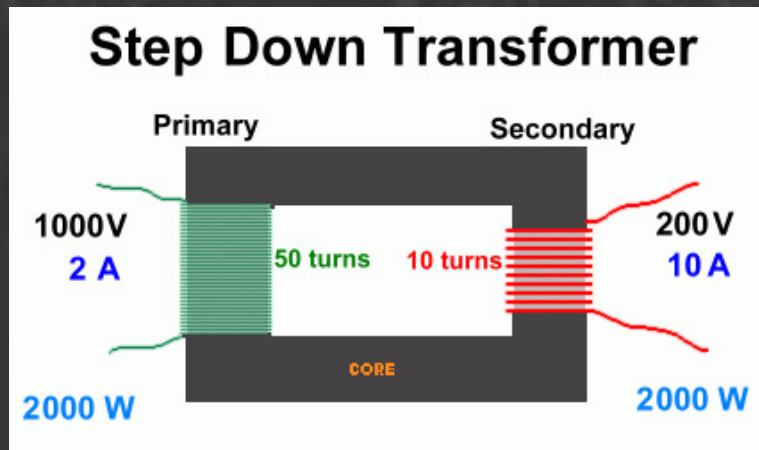 Step Down Transformer
Primary
Secondary
1000V
2 A
50 turns
10 turns
200V
10 A
CORE
2000 W
2000 W